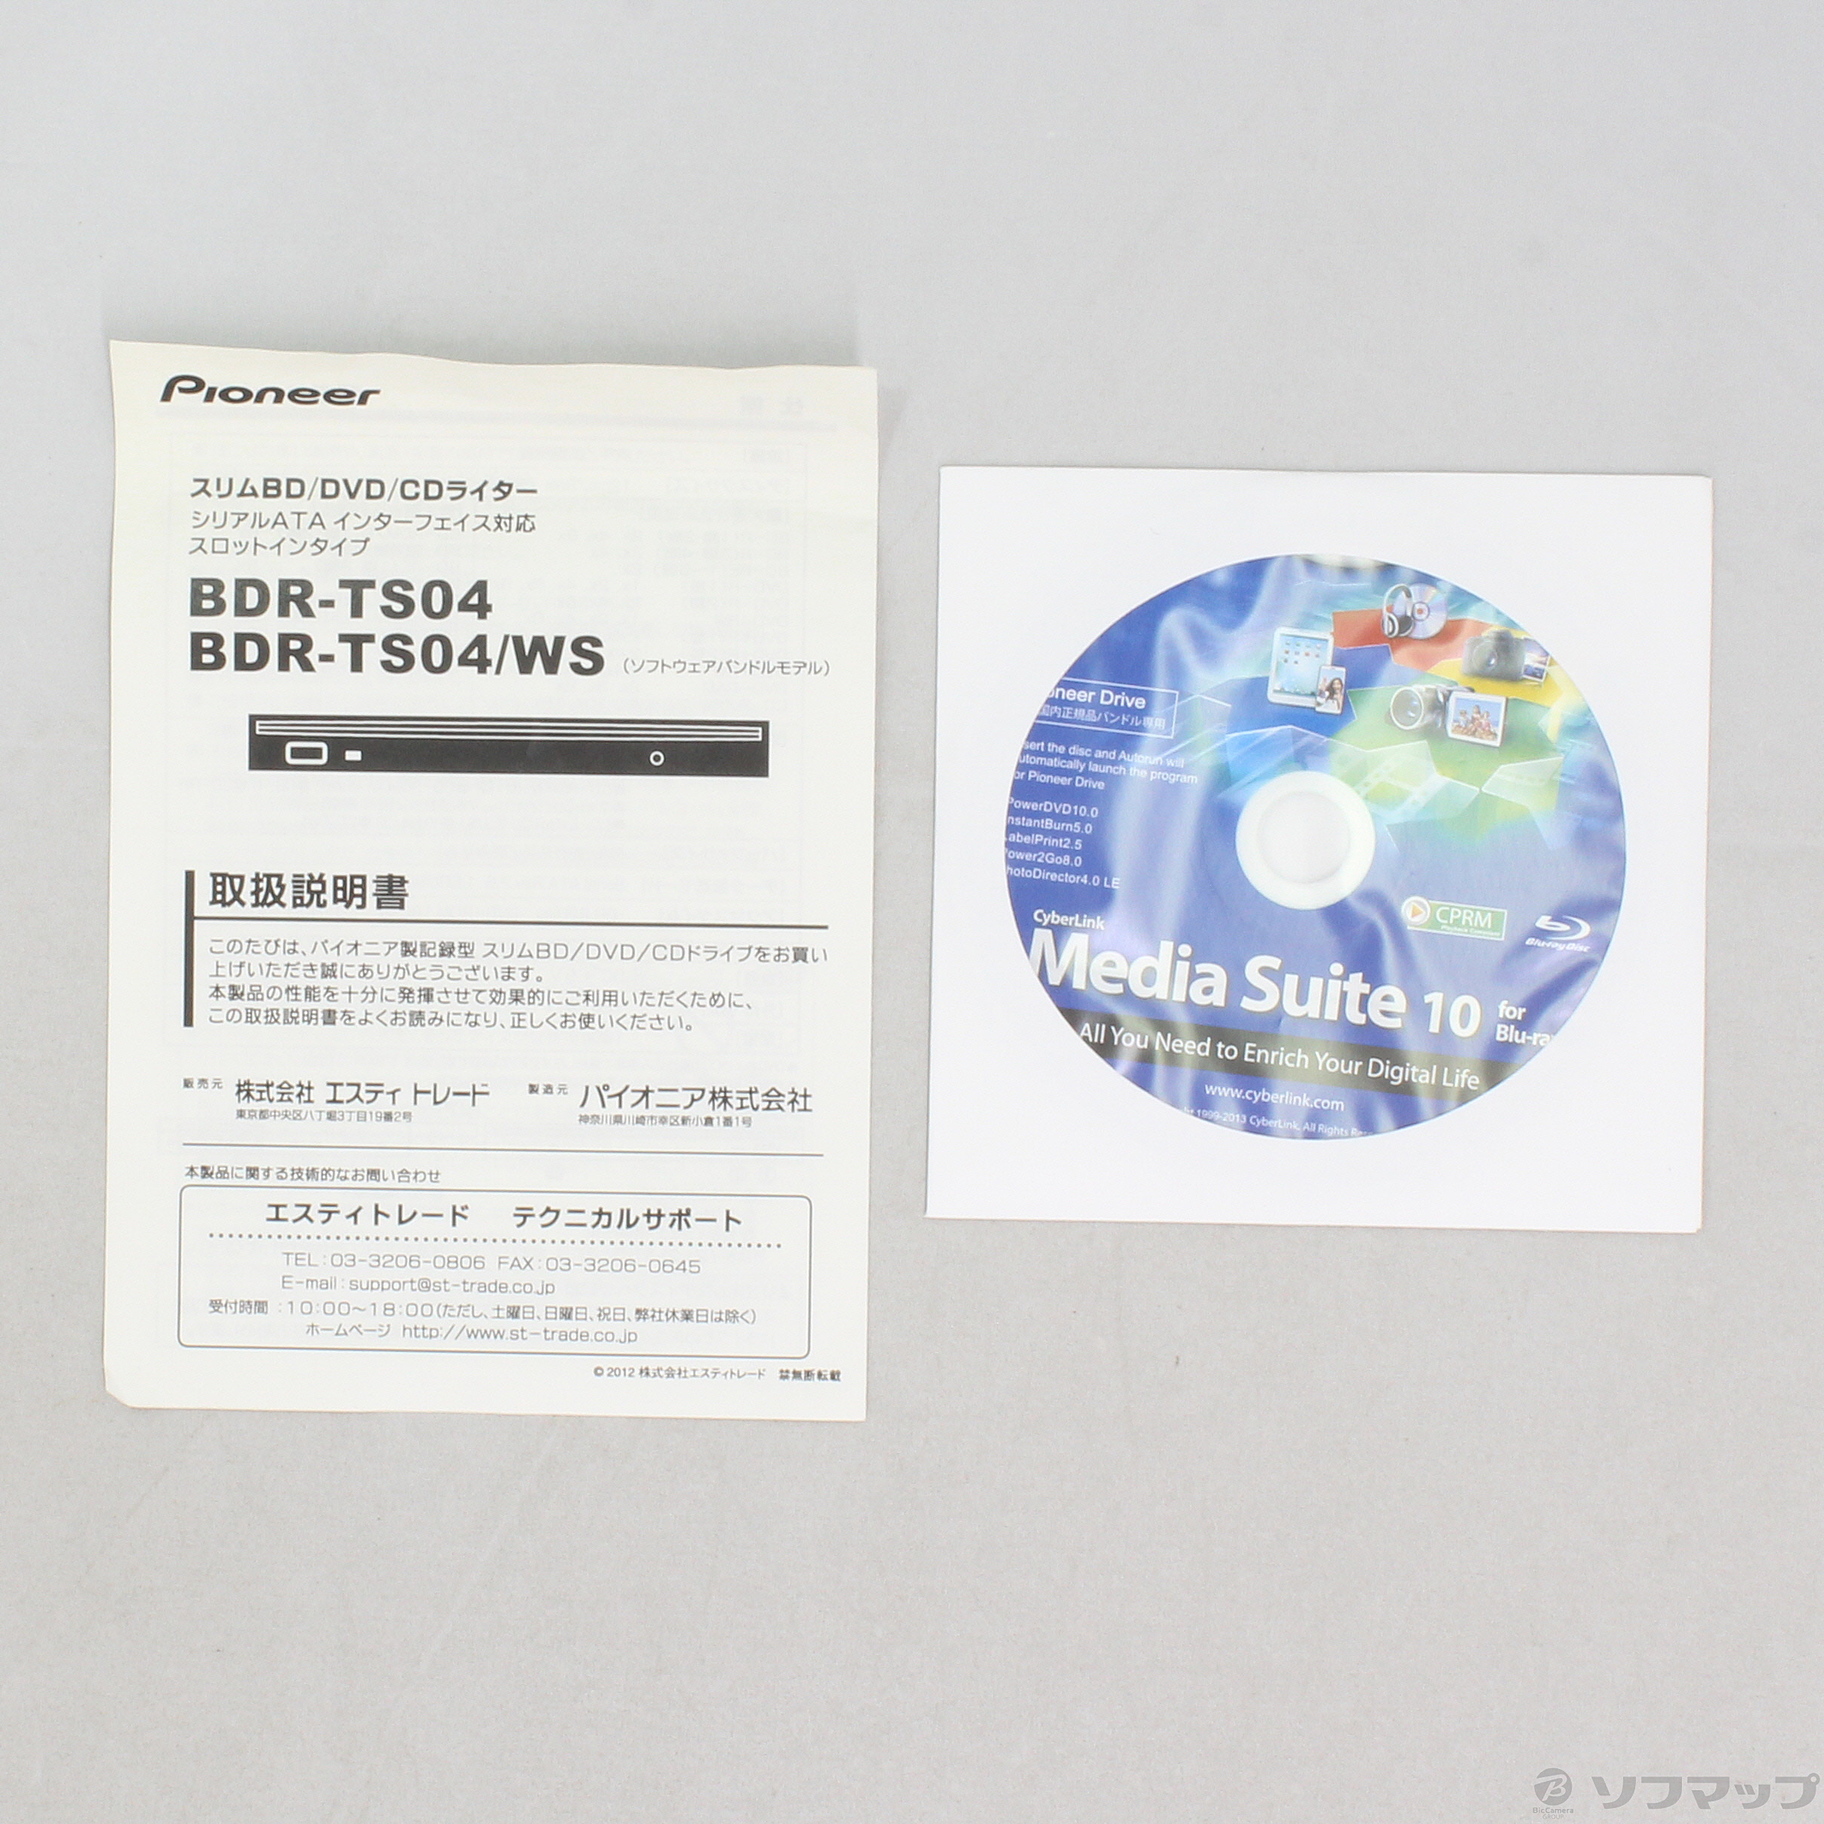 Pioneer
スリムBD/DVD/CDライター
シリアルATA インターフェイス対応
スロットインタイプ
BDR-TS04
BDR-TS04/WS (ソフトウェアバンドルモデル)
取扱説明書
このたびは、パイオニア製記録型 スリムBD/DVD/CDドライブをお買い
上げいただき誠にありがとうございます。
本製品の性能を十分に発揮させて効果的にご利用いただくために、
この取扱説明書をよくお読みになり、正しくお使いください。
販売元 株式会社 エスティ トレード 製造元 パイオニア株式会社
東京都中央区八丁堀3丁目19番2号 神奈川県川崎市幸区新小倉1番1号
本製品に関する技術的なお問い合わせ
エスティトレード テクニカルサポート
TEL:03-3206-0806 FAX:03-3206-0645
E-mail:support@st-trade.co.jp
受付時間 :10:00~18:00(ただし、土曜日、日曜日、祝日、弊社休業日は除く)
ホームページ http://www.st-trade.co.jp
© 2012 株式会社エスティトレード 禁無断転載
oneer Drive
国内正規品バンドル専用
sert the disc and Autorun will
utomatically launch the program
or Pioneer Drive
PowerDVD10.0
nstantBurn5.0
abelPrint2.5
ower2Go8.0
hotoDirector4.0 LE
CPRM
Blu-ray Disc
CyberLink
Media Suite 10 for
Blu-ra
All You Need to Enrich Your Digital Life
www.cyberlink.com
ht 1999-2013 CyberLink. All Rights Res
BicCamera
GROUP
ソフマップ